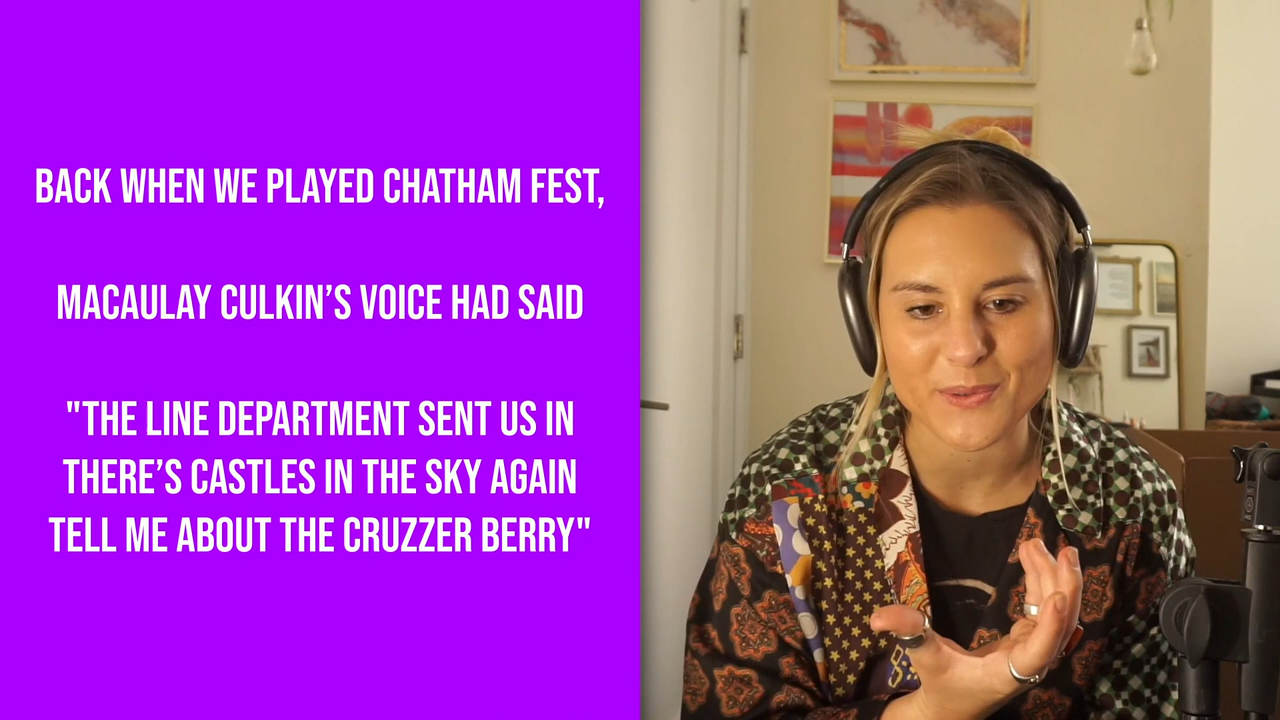 BACK WHEN WE PLAYED CHATHAM FEST,
MACAULAY CULKIN’S VOICE HAD SAID
"THE LINE DEPARTMENT SENT US IN
THERE’S CASTLES IN THE SKY AGAIN
TELL ME ABOUT THE CRUZZER BERRY"